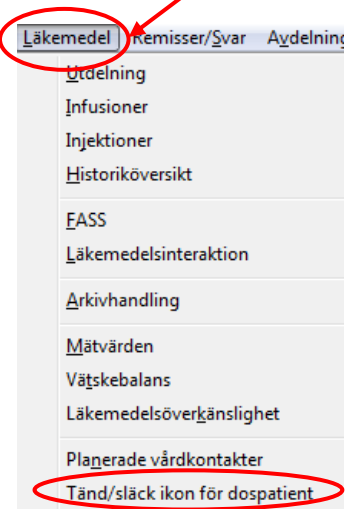 Läkemedel Remisser/Svar Avdelning
Utdelning
Infusioner
Injektioner
Historiköversikt
FASS
Läkemedelsinteraktion
Arkivhandling
Mätvärden
Vätskebalans
Läkemedelsöverkänslighet
Planerade vårdkontakter
Tänd/släck ikon för dospatient